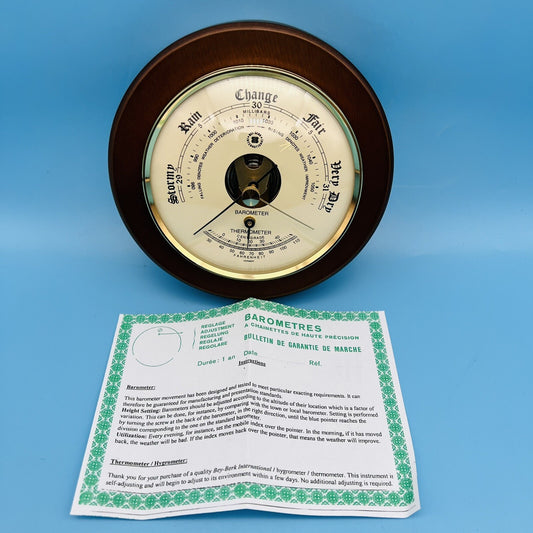 Stormy Rain Change Fair Very Dry
29 30 31
MILLIBARS
FALLING DENOTES WEATHER DETERIORATION RISING DENOTES WEATHER IMPROVEMENT
BAROMETER
THERMOMETER
CENTIGRADE
FAHRENHEIT
REGLAGE
ADJUSTMENT
REGELUNG
REGLAJE
REGOLARE
BAROMETRES
A CHAINETTES DE HAUTE PRÉCISION
BULLETIN DE GARANTIE DE MARCHE
Durée : 1 an Date Réf.
Instructions
Barometer:
This barometer movement has been designed and tested to meet particular exacting requirements. It can
therefore be guaranteed for manufacturing and presentation standards.
Height Setting: Barometers should be adjusted according to the altitude of their location which is a factor of
variation. This can be done, for instance, by comparing with the town or local barometer. Setting is performed
by turning the screw at the back of the barometer, in the right direction, until the blue pointer reaches the
division corresponding to the one on the standard barometer.
Utilization: Every evening, for instance, set the mobile index over the pointer. In the morning, if it has moved
back, the weather will be bad. If the index moves back over the pointer, that means the weather will improve.
Thermometer / Hygrometer:
Thank you for your purchase of a quality Bey-Berk International / hygrometer / thermometer. This instrument is
self-adjusting and will begin to adjust to its environment within a few days. No additional adjusting is required.